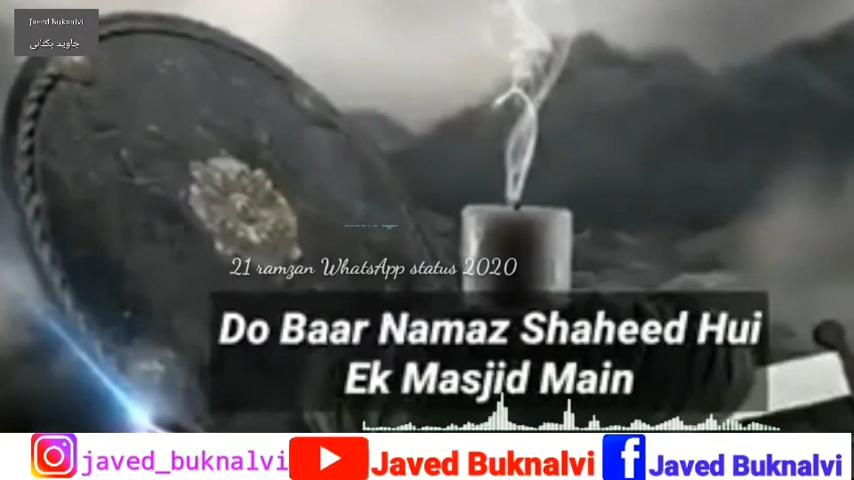 Javed Buknalvi
جاوید بکنالی
21 ramzan WhatsApp status 2020
Do Baar Namaz Shaheed Hui
Ek Masjid Main
javed_buknalvi
Javed Buknalvi
Javed Buknalvi